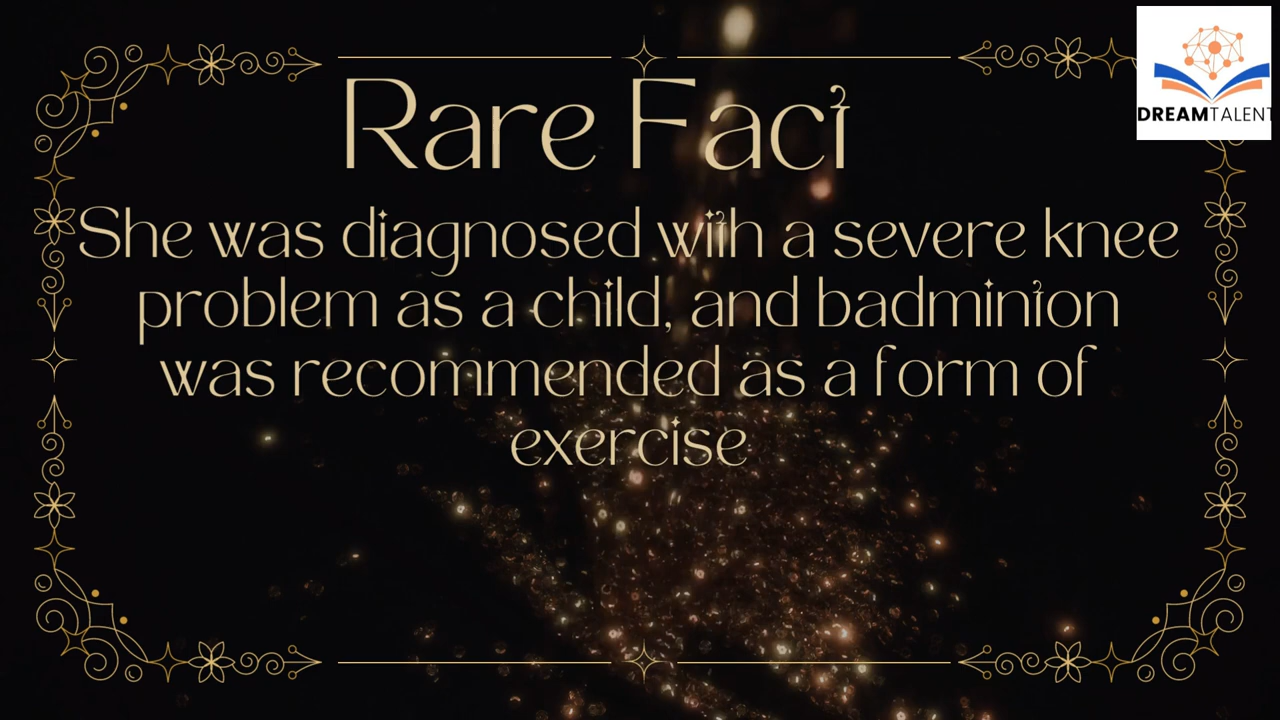 Rare Fact
DREAMTALENT
She was diagnosed with a severe knee
problem as a child, and badminton
was recommended as a form of
exercise